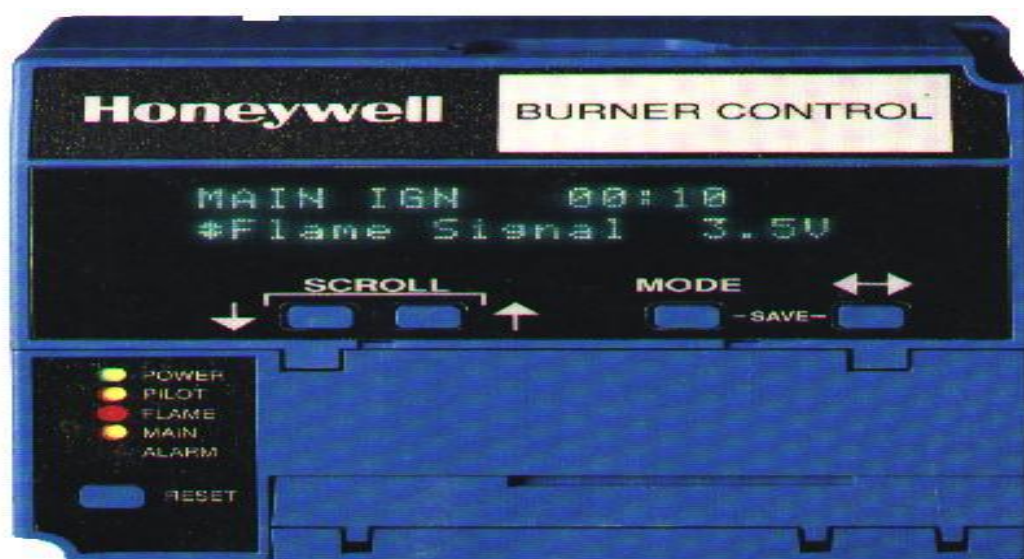 Honeywell
BURNER CONTROL
MAIN IGN 00:10
*Flame Signal 3.5V
SCROLL
MODE
-SAVE-
POWER
PILOT
FLAME
MAIN
ALARM
RESET